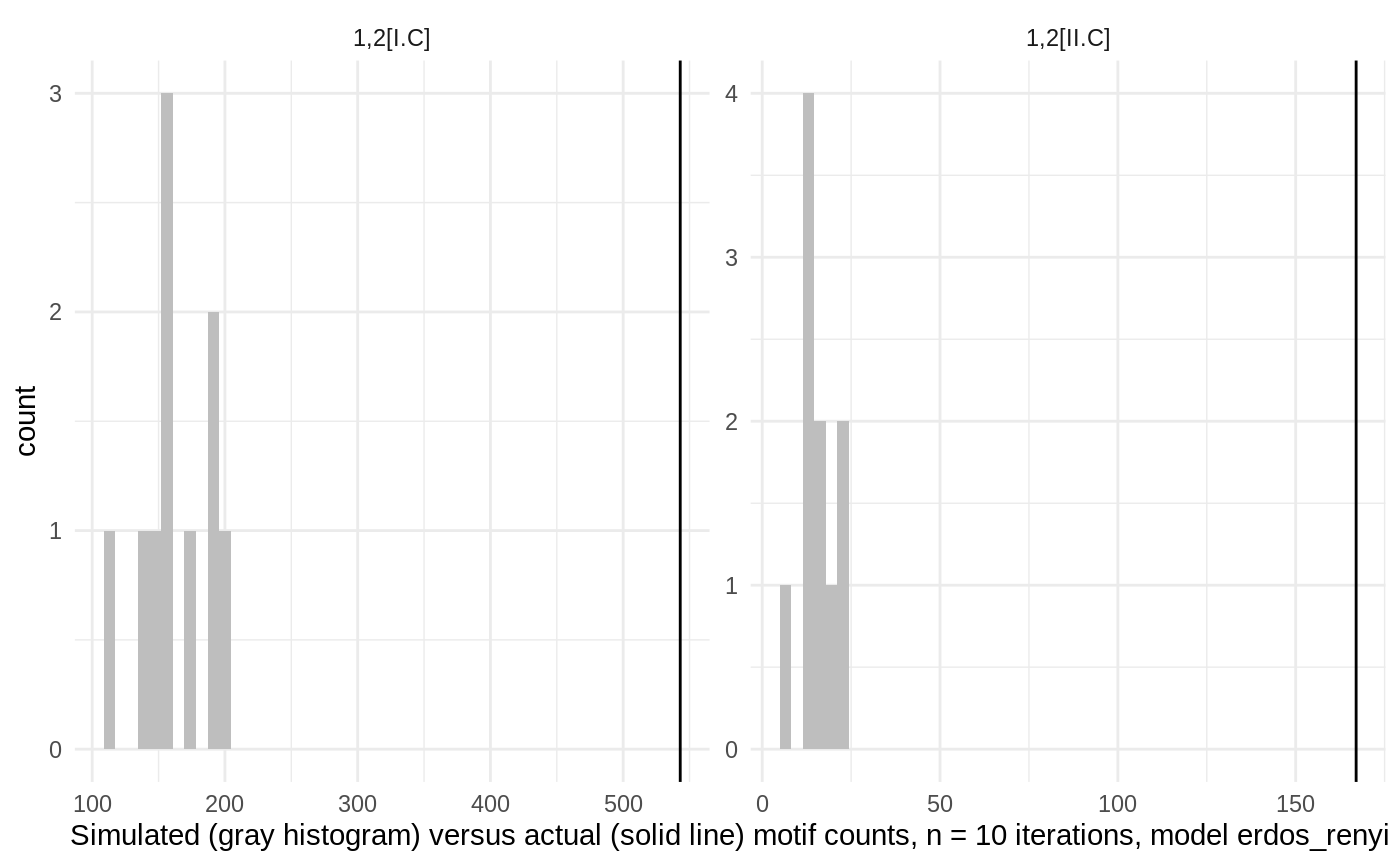 1,2[I.C]
1,2[II.C]
count
3
2
1
0
100 200 300 400 500
4
3
2
1
0
0 50 100 150
Simulated (gray histogram) versus actual (solid line) motif counts, n = 10 iterations, model erdos_renyi